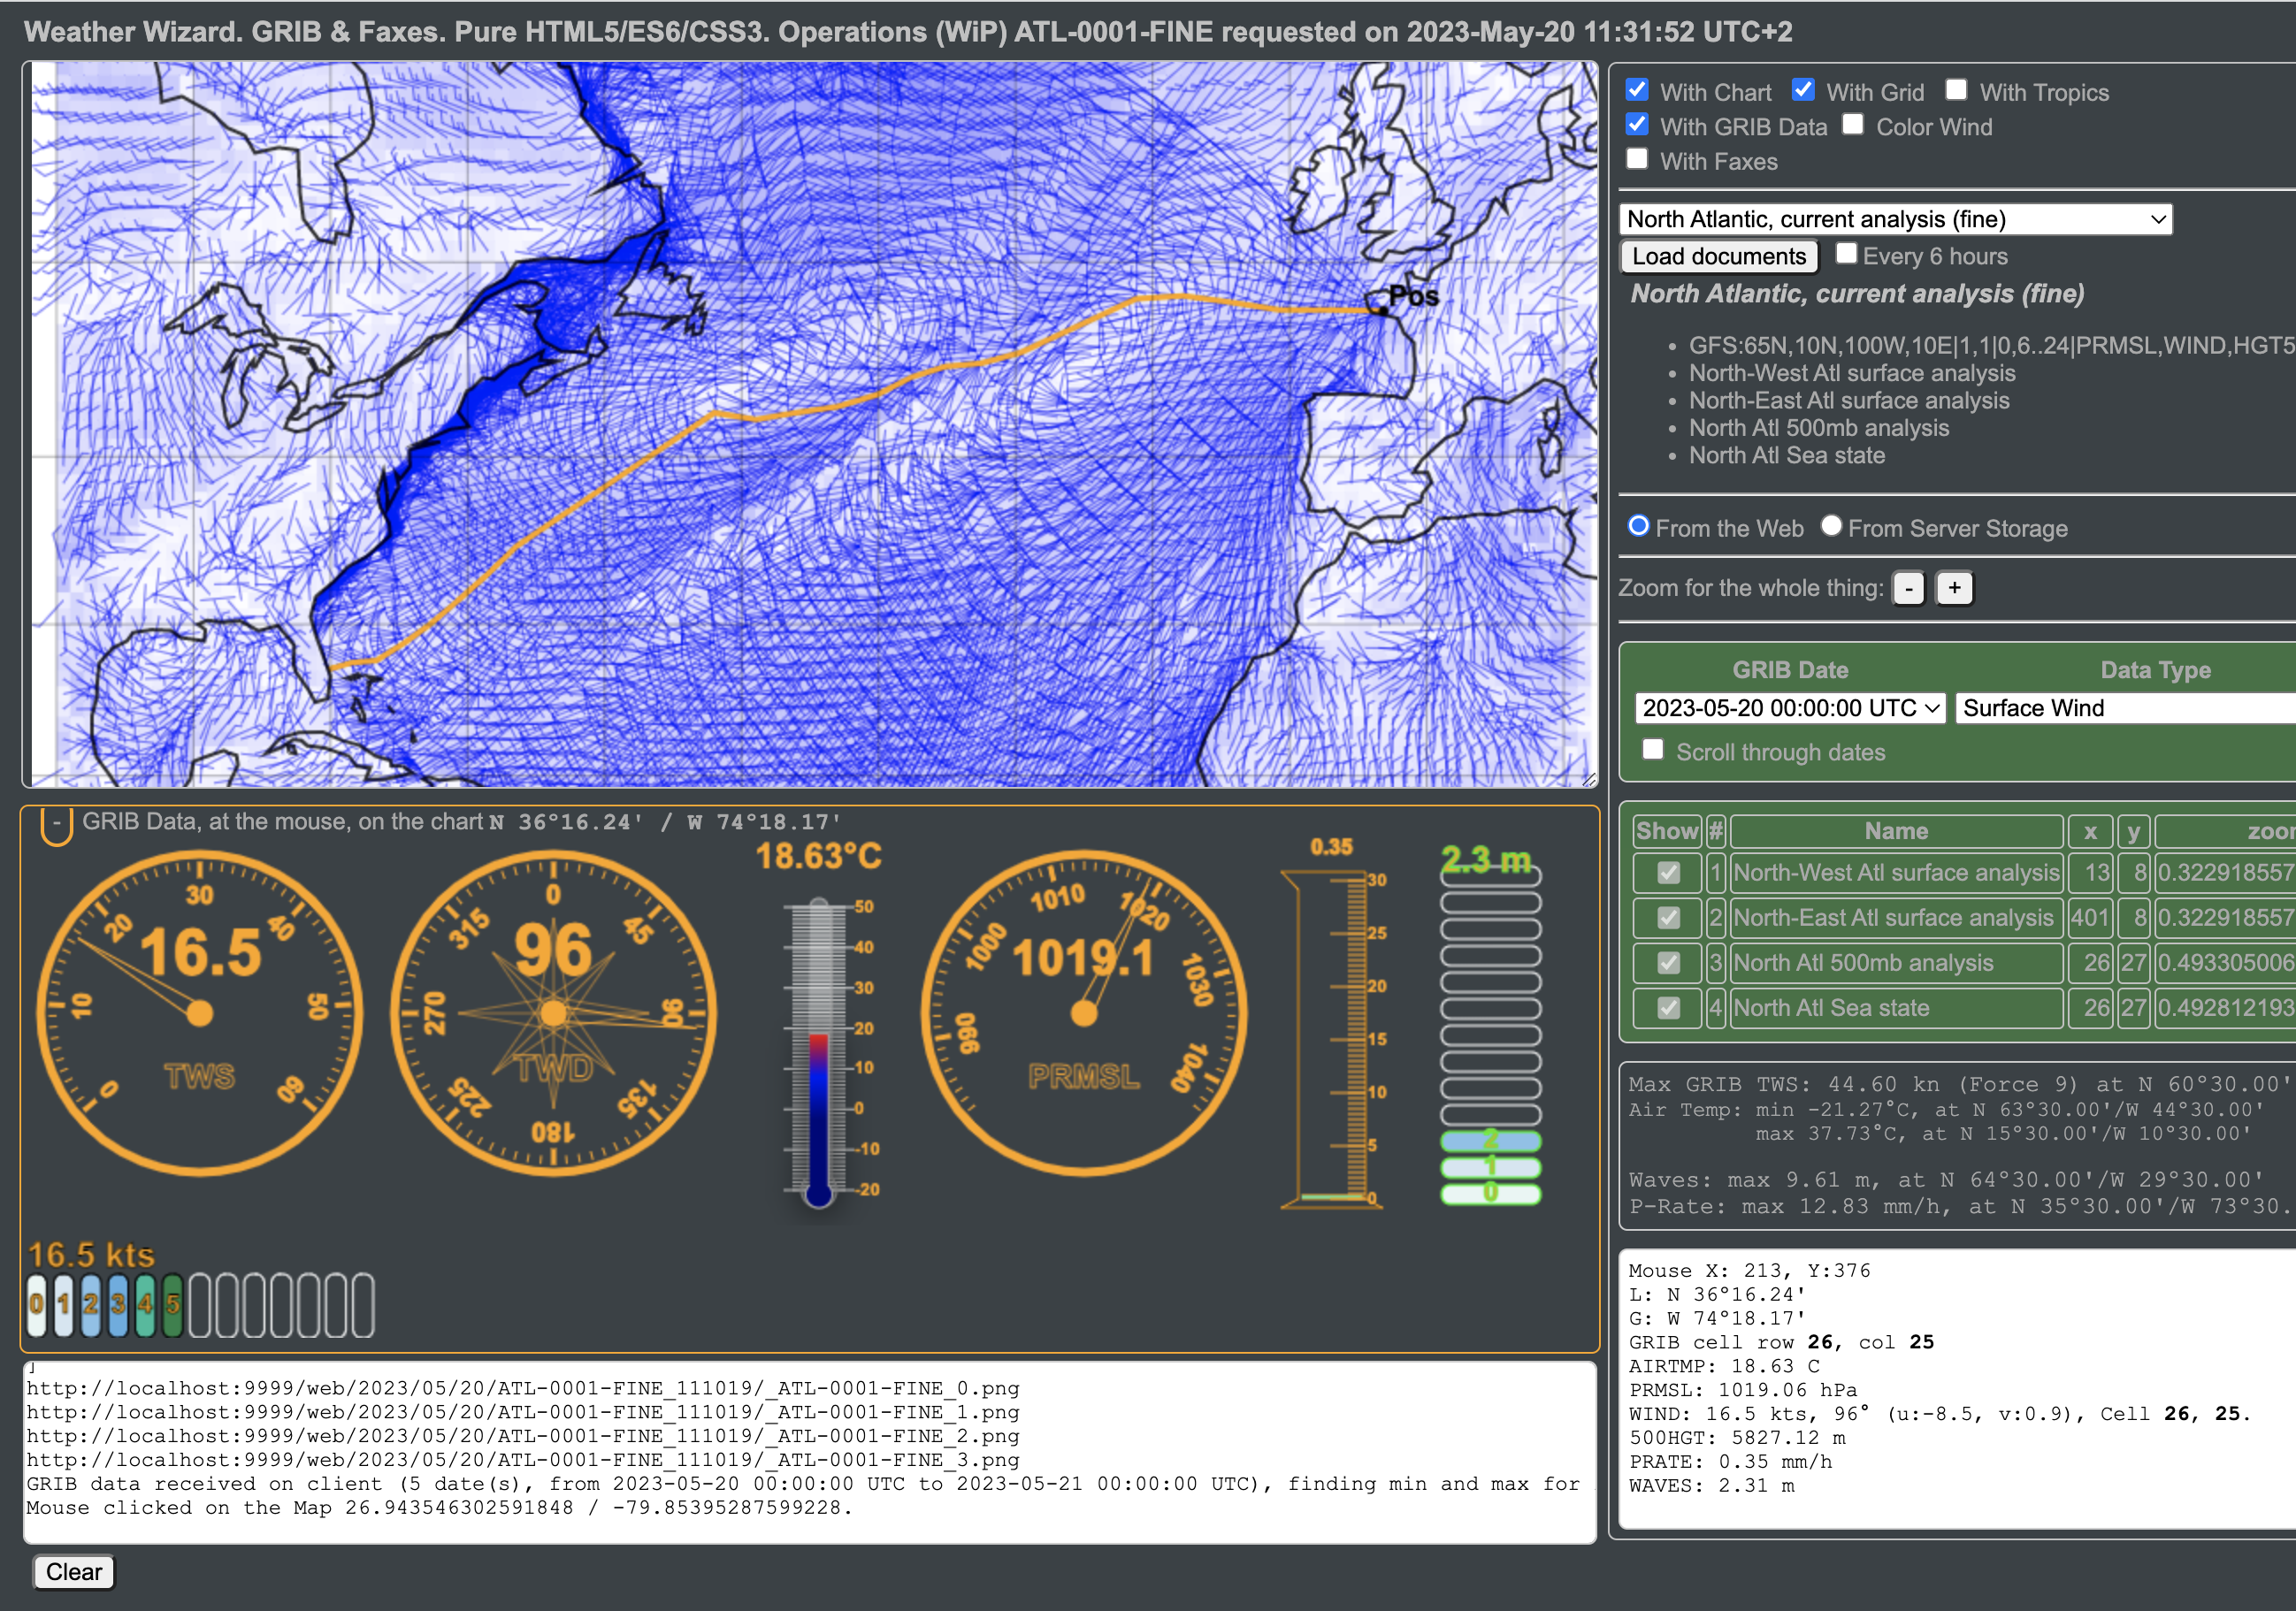 Weather Wizard. GRIB & Faxes. Pure HTML5/ES6/CSS3. Operations (WiP) ATL-0001-FINE requested on 2023-May-20 11:31:52 UTC+2
Pos
With Chart With Grid With Tropics
With GRIB Data Color Wind
With Faxes
North Atlantic, current analysis (fine)
Load documents Every 6 hours
North Atlantic, current analysis (fine)
GFS:65N,10N,100W,10E|1,1|0,6..24|PRMSL,WIND,HGT5
North-West Atl surface analysis
North-East Atl surface analysis
North Atl 500mb analysis
North Atl Sea state
From the Web From Server Storage
Zoom for the whole thing: - +
GRIB Date Data Type
2023-05-20 00:00:00 UTC Surface Wind
Scroll through dates
Show # Name x y zoo
1 North-West Atl surface analysis 13 8 0.322918557
2 North-East Atl surface analysis 401 8 0.322918557
3 North Atl 500mb analysis 26 27 0.493305006
4 North Atl Sea state 26 27 0.492812193
Max GRIB TWS: 44.60 kn (Force 9) at N 60°30.00'
Air Temp: min -21.27°C, at N 63°30.00'/W 44°30.00'
max 37.73°C, at N 15°30.00'/W 10°30.00'
Waves: max 9.61 m, at N 64°30.00'/W 29°30.00'
P-Rate: max 12.83 mm/h, at N 35°30.00'/W 73°30.
Mouse X: 213, Y:376
L: N 36°16.24'
G: W 74°18.17'
GRIB cell row 26, col 25
AIRTMP: 18.63 C
PRMSL: 1019.06 hPa
WIND: 16.5 kts, 96° (u:-8.5, v:0.9), Cell 26, 25.
500HGT: 5827.12 m
PRATE: 0.35 mm/h
WAVES: 2.31 m
- GRIB Data, at the mouse, on the chart N 36°16.24' / W 74°18.17'
0 10 20 30 40 50 60
16.5
TWS
0 45 90 135 180 225 270 315
96
TWD
18.63°C
50
40
30
20
10
0
-10
-20
990 1000 1010 1020 1030 1040
1019.1
PRMSL
0.35
30
25
20
15
10
5
0
2.3 m
2
1
0
16.5 kts
0 1 2 3 4 5
]
http://localhost:9999/web/2023/05/20/ATL-0001-FINE_111019/_ATL-0001-FINE_0.png
http://localhost:9999/web/2023/05/20/ATL-0001-FINE_111019/_ATL-0001-FINE_1.png
http://localhost:9999/web/2023/05/20/ATL-0001-FINE_111019/_ATL-0001-FINE_2.png
http://localhost:9999/web/2023/05/20/ATL-0001-FINE_111019/_ATL-0001-FINE_3.png
GRIB data received on client (5 date(s), from 2023-05-20 00:00:00 UTC to 2023-05-21 00:00:00 UTC), finding min and max for
Mouse clicked on the Map 26.943546302591848 / -79.85395287599228.
Clear